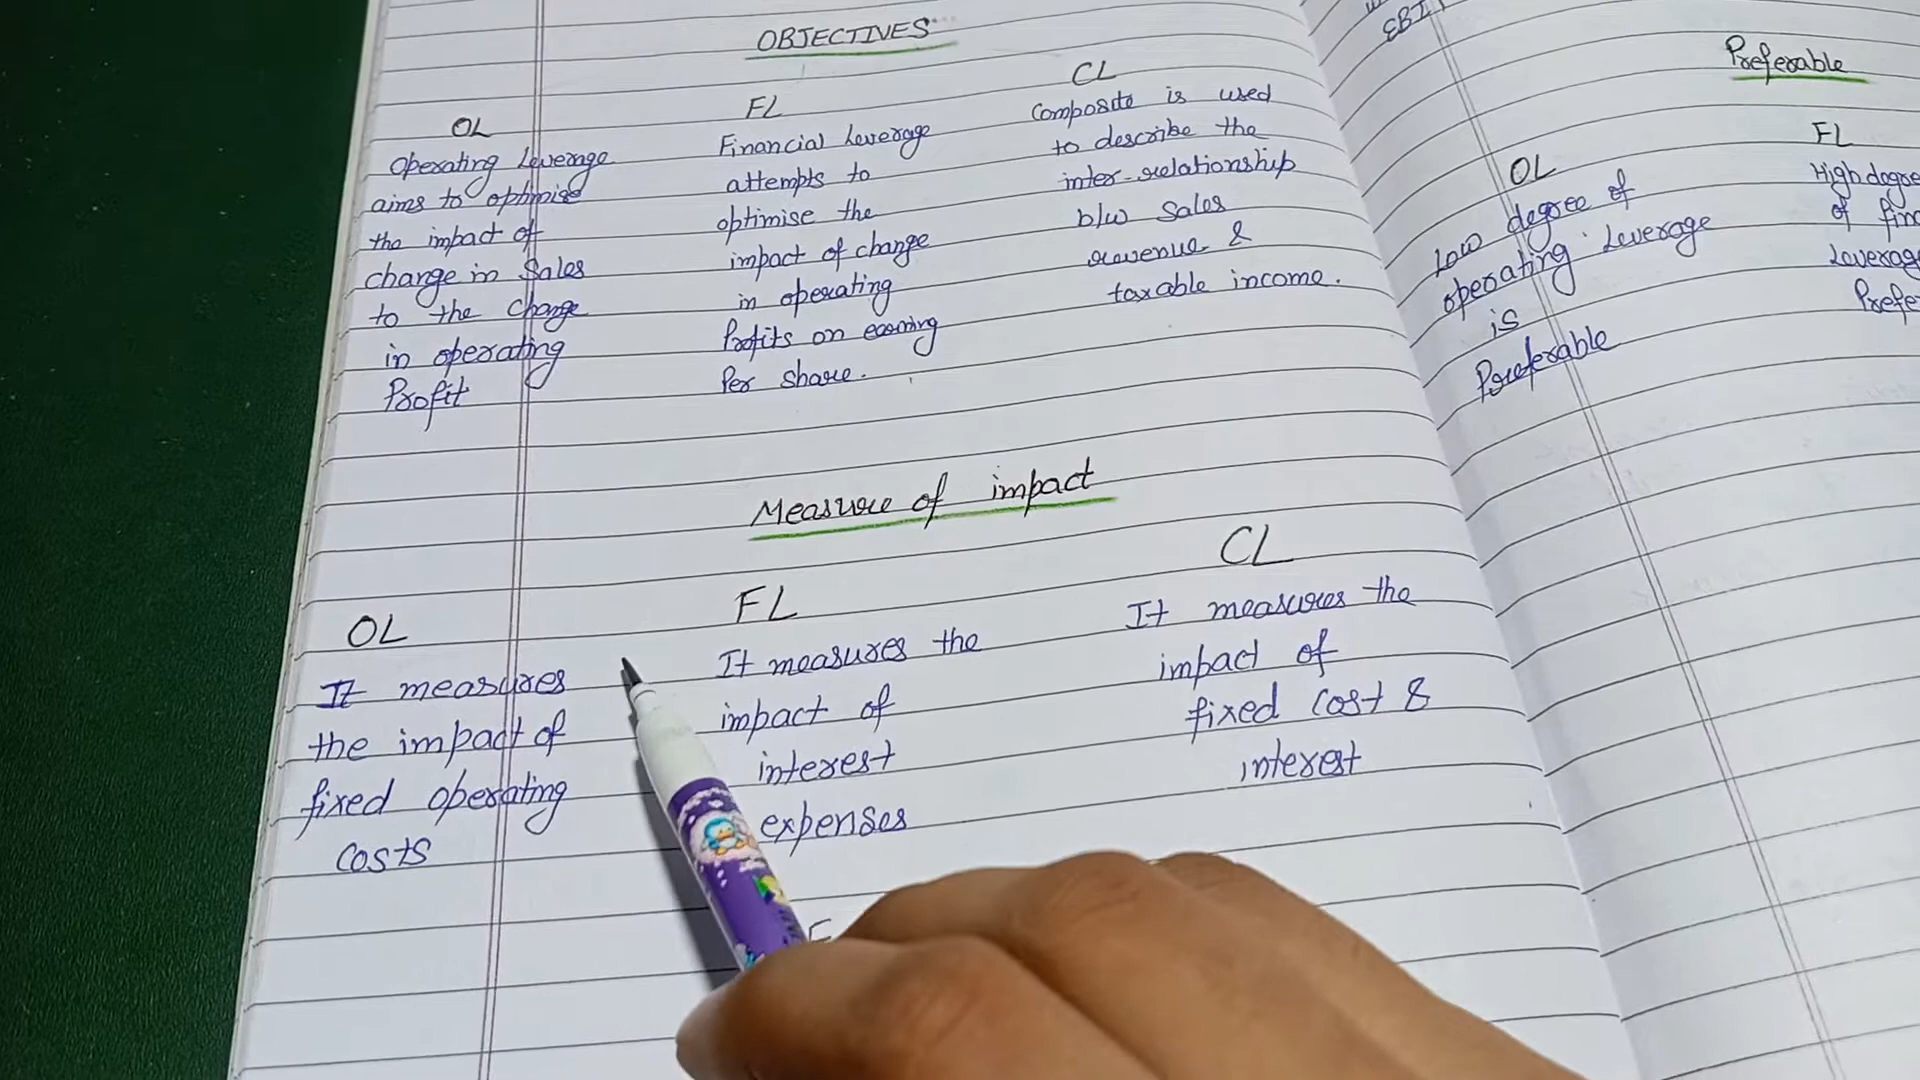 OBJECTIVES
OL
Operating Leverage
aims to optimise
the impact of
change in Sales
to the change
in operating
Profit
FL
Financial Leverage
attempts to
optimise the
impact of change
in operating
Profits on earning
Per share.
CL
Composite is used
to describe the
inter-relationship
b/w Sales
revenue &
taxable income.
Measure of impact
OL
It measures
the impact of
fixed operating
costs
FL
It measures the
impact of
interest
expenses
CL
It measures the
impact of
fixed cost &
interest
EBI
Preferable
OL
Low degree of
operating Leverage
is
Preferable
FL
High degree
of fin
Leverag
Prefe